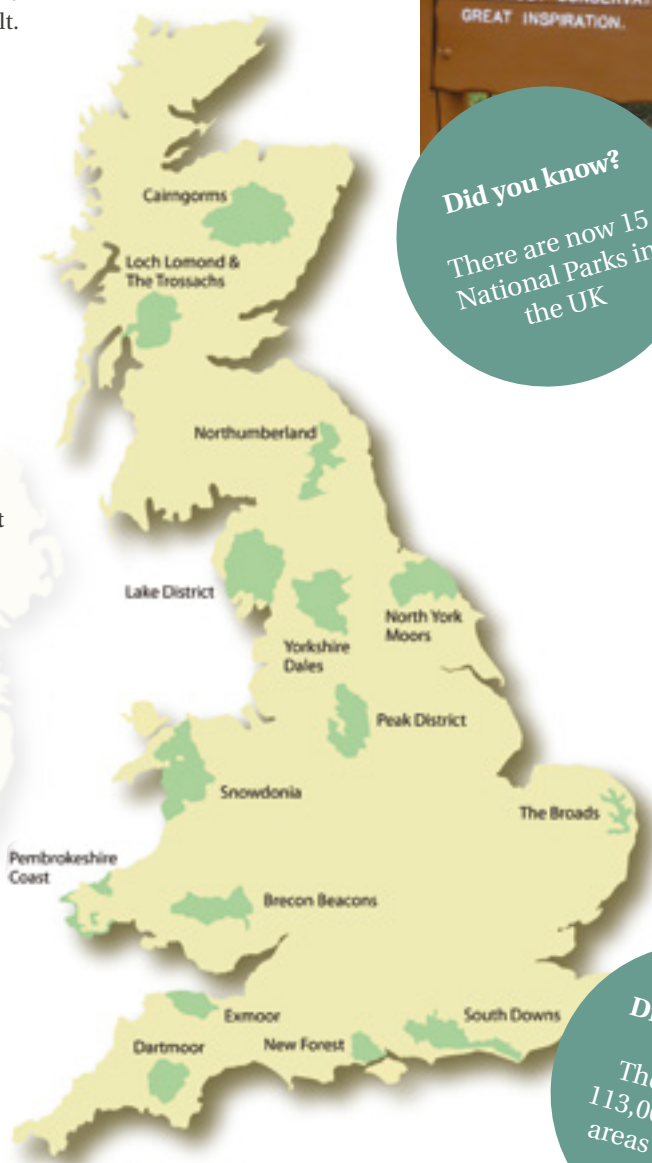 lt.
GREAT INSPIRATION.
Did you know?
There are now 15
National Parks in
the UK
Cairngorms
Loch Lomond &
The Trossachs
Northumberland
t
Lake District
Yorkshire
Dales
North York
Moors
Peak District
Snowdonia
The Broads
Pembrokeshire
Coast
Brecon Beacons
Exmoor
South Downs
Dartmoor
New Forest
113,00
areas